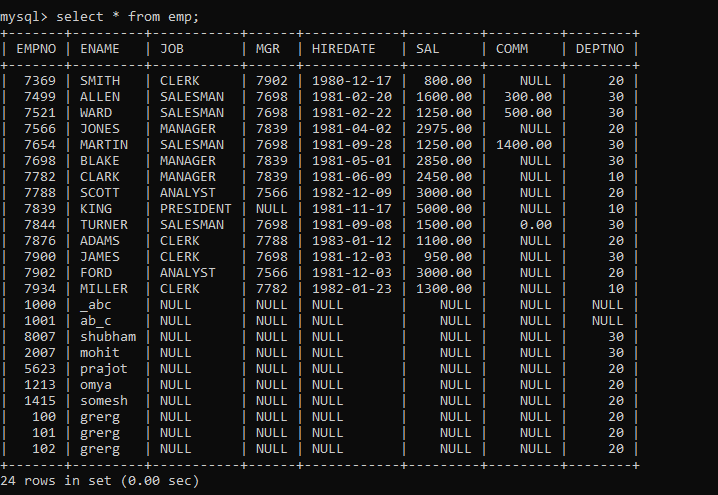 mysql> select * from emp;
+-------+----------+-----------+------+------------+---------+---------+--------+
| EMPNO | ENAME | JOB | MGR | HIREDATE | SAL | COMM | DEPTNO |
+-------+----------+-----------+------+------------+---------+---------+--------+
| 7369 | SMITH | CLERK | 7902 | 1980-12-17 | 800.00 | NULL | 20 |
| 7499 | ALLEN | SALESMAN | 7698 | 1981-02-20 | 1600.00 | 300.00 | 30 |
| 7521 | WARD | SALESMAN | 7698 | 1981-02-22 | 1250.00 | 500.00 | 30 |
| 7566 | JONES | MANAGER | 7839 | 1981-04-02 | 2975.00 | NULL | 20 |
| 7654 | MARTIN | SALESMAN | 7698 | 1981-09-28 | 1250.00 | 1400.00 | 30 |
| 7698 | BLAKE | MANAGER | 7839 | 1981-05-01 | 2850.00 | NULL | 30 |
| 7782 | CLARK | MANAGER | 7839 | 1981-06-09 | 2450.00 | NULL | 10 |
| 7788 | SCOTT | ANALYST | 7566 | 1982-12-09 | 3000.00 | NULL | 20 |
| 7839 | KING | PRESIDENT | NULL | 1981-11-17 | 5000.00 | NULL | 10 |
| 7844 | TURNER | SALESMAN | 7698 | 1981-09-08 | 1500.00 | 0.00 | 30 |
| 7876 | ADAMS | CLERK | 7788 | 1983-01-12 | 1100.00 | NULL | 20 |
| 7900 | JAMES | CLERK | 7698 | 1981-12-03 | 950.00 | NULL | 30 |
| 7902 | FORD | ANALYST | 7566 | 1981-12-03 | 3000.00 | NULL | 20 |
| 7934 | MILLER | CLERK | 7782 | 1982-01-23 | 1300.00 | NULL | 10 |
| 1000 | _abc | NULL | NULL | NULL | NULL | NULL | NULL |
| 1001 | ab_c | NULL | NULL | NULL | NULL | NULL | NULL |
| 8007 | shubham | NULL | NULL | NULL | NULL | NULL | 30 |
| 2007 | mohit | NULL | NULL | NULL | NULL | NULL | 30 |
| 5623 | prajot | NULL | NULL | NULL | NULL | NULL | 20 |
| 1213 | omya | NULL | NULL | NULL | NULL | NULL | 20 |
| 1415 | somesh | NULL | NULL | NULL | NULL | NULL | 20 |
| 100 | grerg | NULL | NULL | NULL | NULL | NULL | 20 |
| 101 | grerg | NULL | NULL | NULL | NULL | NULL | 20 |
| 102 | grerg | NULL | NULL | NULL | NULL | NULL | 20 |
+-------+----------+-----------+------+------------+---------+---------+--------+
24 rows in set (0.00 sec)